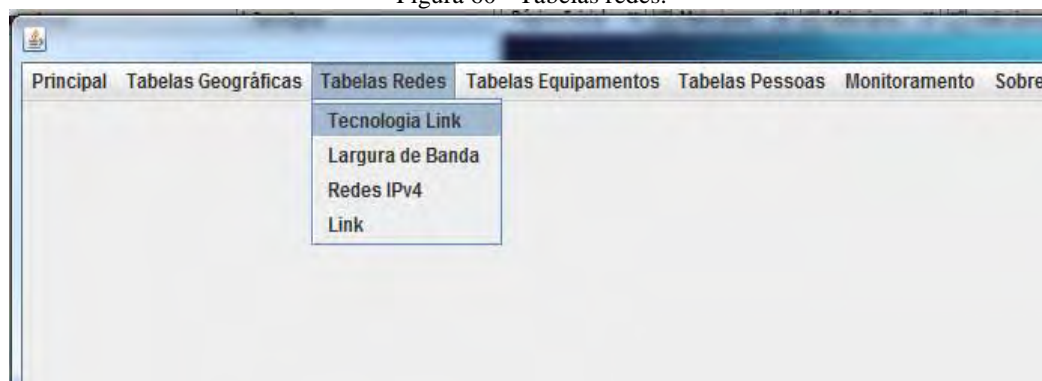 Principal Tabelas Geográficas Tabelas Redes Tabelas Equipamentos Tabelas Pessoas Monitoramento Sobre
Tecnologia Link
Largura de Banda
Redes IPv4
Link